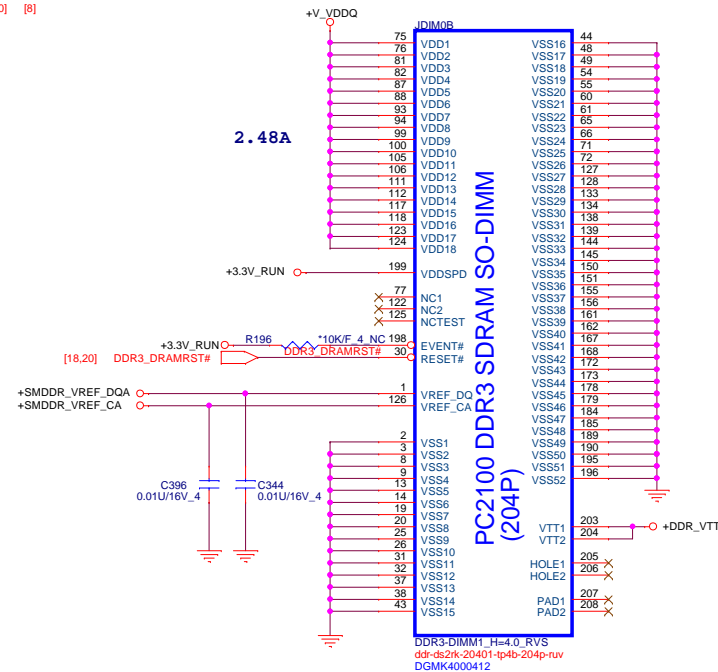 0] [8]
+V_VDDQ
JDIM0B
2.48A
75 VDD1 VSS16 44
76 VDD2 VSS17 48
81 VDD3 VSS18 49
82 VDD4 VSS19 54
87 VDD5 VSS20 55
88 VDD6 VSS21 60
93 VDD7 VSS22 61
94 VDD8 VSS23 65
99 VDD9 VSS24 66
100 VDD10 VSS25 71
105 VDD11 VSS26 72
106 VDD12 VSS27 127
111 VDD13 VSS28 128
112 VDD14 VSS29 133
117 VDD15 VSS30 134
118 VDD16 VSS31 138
123 VDD17 VSS32 139
124 VDD18 VSS33 144
VSS34 145
+3.3V_RUN 199 VDDSPD VSS35 150
VSS36 151
77 NC1 VSS37 155
122 NC2 VSS38 156
125 NCTEST VSS39 161
VSS40 162
+3.3V_RUN R196 *10K/F_4_NC 198 EVENT# VSS41 167
[18,20] DDR3_DRAMRST# DDR3_DRAMRST# 30 RESET# VSS42 168
VSS43 172
VSS44 173
+SMDDR_VREF_DQA 1 VREF_DQ VSS45 178
+SMDDR_VREF_CA 126 VREF_CA VSS46 179
VSS47 184
VSS48 185
2 VSS1 VSS49 189
3 VSS2 VSS50 190
8 VSS3 VSS51 195
9 VSS4 VSS52 196
13 VSS5
14 VSS6
19 VSS7
20 VSS8 VTT1 203 +DDR_VTT
25 VSS9 VTT2 204
26 VSS10
31 VSS11 HOLE1 205
32 VSS12 HOLE2 206
37 VSS13
38 VSS14 PAD1 207
43 VSS15 PAD2 208
C396
0.01U/16V_4
C344
0.01U/16V_4
PC2100 DDR3 SDRAM SO-DIMM
(204P)
DDR3-DIMM1_H=4.0_RVS
ddr-ds2rk-20401-tp4b-204p-ruv
DGMK4000412